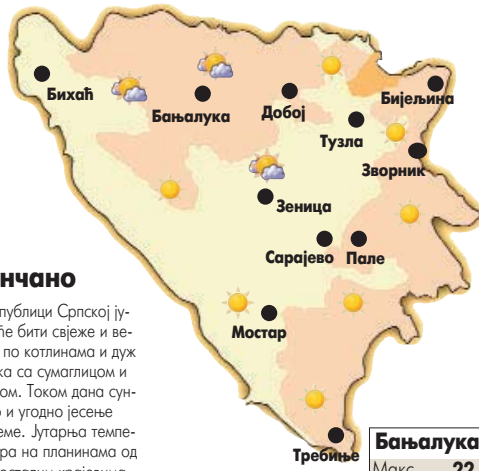 Бихаћ
Бањалука
Добој
Бијељина
Тузла
Зворник
Зеница
Сарајево
Пале
Мостар
Требиње
нчано
публици Српској ју-
ће бити свјеже и ве-
по котлинама и дуж
ка са сумаглицом и
ом. Током дана сун-
о и угодно јесење
еме. Јутарња темпе-
ра на планинама од
Бањалука
Макс. 22